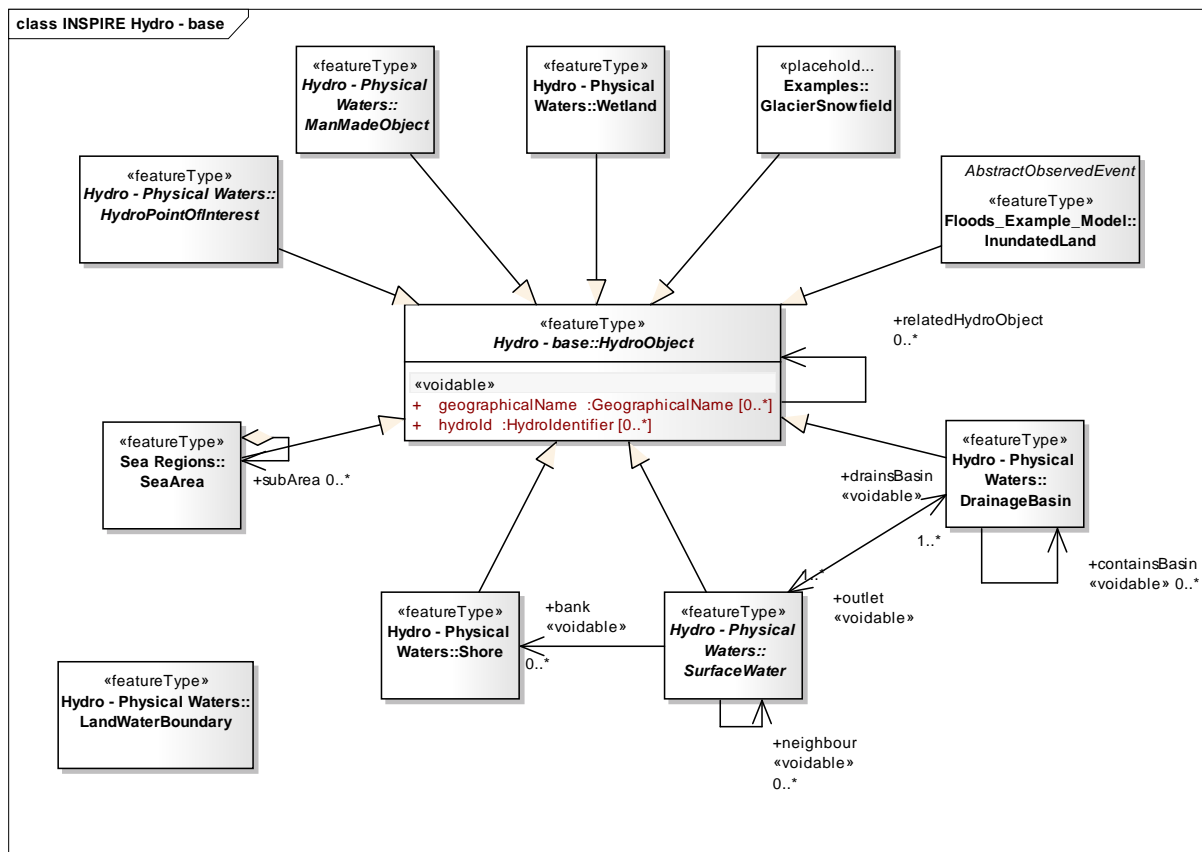 class INSPIRE Hydro - base
«featureType»
Hydro - Physical
Waters::
ManMadeObject
«featureType»
Hydro - Physical
Waters::Wetland
«placehold...
Examples::
GlacierSnowfield
«featureType»
Hydro - Physical Waters::
HydroPointOfInterest
AbstractObservedEvent
«featureType»
Floods_Example_Model::
InundatedLand
«featureType»
Hydro - base::HydroObject
«voidable»
+ geographicalName :GeographicalName [0..*]
+ hydroId :HydroIdentifier [0..*]
+relatedHydroObject
0..*
«featureType»
Sea Regions::
SeaArea
+subArea 0..*
«featureType»
Hydro - Physical
Waters::
DrainageBasin
+drainsBasin
«voidable»
1..*
+containsBasin
«voidable» 0..*
+outlet
«voidable»
«featureType»
Hydro - Physical
Waters::Shore
+bank
«voidable»
0..*
«featureType»
Hydro - Physical
Waters::
SurfaceWater
+neighbour
«voidable»
0..*
«featureType»
Hydro - Physical Waters::
LandWaterBoundary